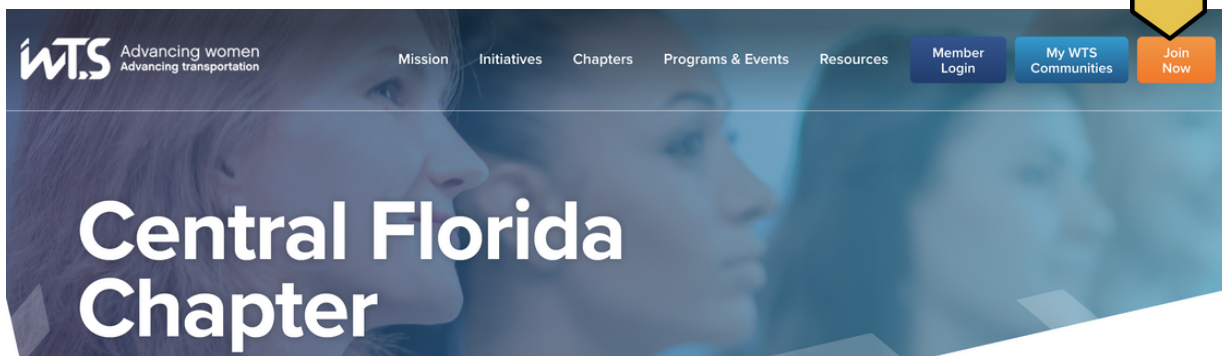 WTS
Advancing women
Advancing transportation
Mission
Initiatives
Chapters
Programs & Events
Resources
Member
Login
My WTS
Communities
Join
Now
Central Florida
Chapter